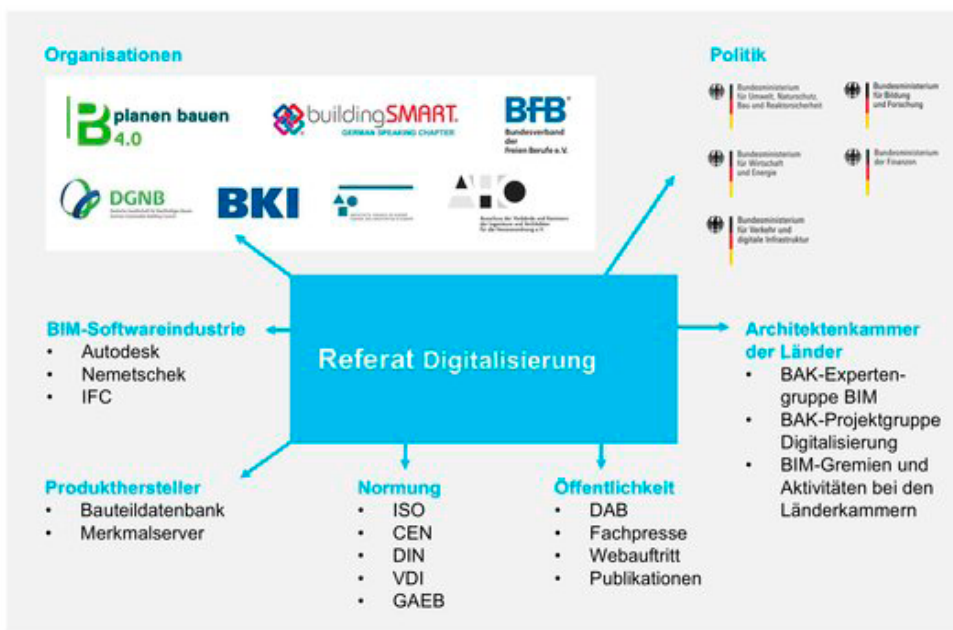 Organisationen
planen bauen
4.0
buildingSMART.
GERMAN SPEAKING CHAPTER
BFB
Bundesverband
der
Freien Berufe e.V.
DGNB
BKI
AHO
Politik
Bundesministerium
für Umwelt, Naturschutz,
Bau und Reaktorsicherheit
Bundesministerium
für Bildung
und Forschung
Bundesministerium
für Wirtschaft
und Energie
Bundesministerium
der Finanzen
Bundesministerium
für Verkehr und
digitale Infrastruktur
BIM-Softwareindustrie
• Autodesk
• Nemetschek
• IFC
Referat Digitalisierung
Architektenkammer
der Länder
• BAK-Experten-
gruppe BIM
• BAK-Projektgruppe
Digitalisierung
• BIM-Gremien und
Aktivitäten bei den
Länderkammern
Produkthersteller
• Bauteildatenbank
• Merkmalserver
Normung
• ISO
• CEN
• DIN
• VDI
• GAEB
Öffentlichkeit
• DAB
• Fachpresse
• Webauftritt
• Publikationen